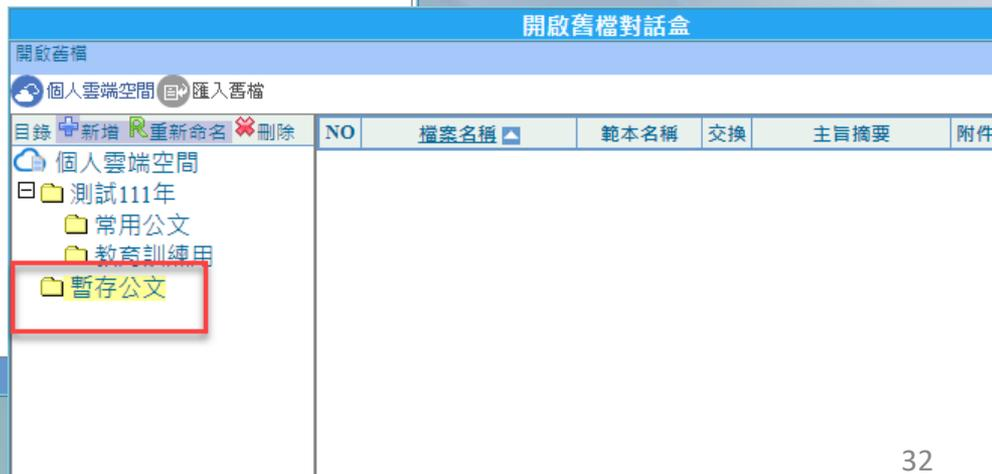 開啟舊檔對話盒
開啟舊檔
個人雲端空間 匯入舊檔
目錄 新增 重新命名 刪除 NO 檔案名稱 範本名稱 交換 主旨摘要 附件
個人雲端空間
測試111年
常用公文
教育訓練用
暫存公文
32